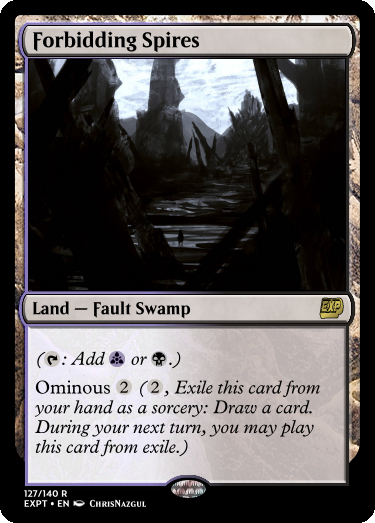 Forbidding Spires
Land — Fault Swamp
EXP
(: Add or .)
Ominous 2 (2, Exile this card from
your hand as a sorcery: Draw a card.
During your next turn, you may play
this card from exile.)
127/140 R
EXPT • EN ChrisNazgul